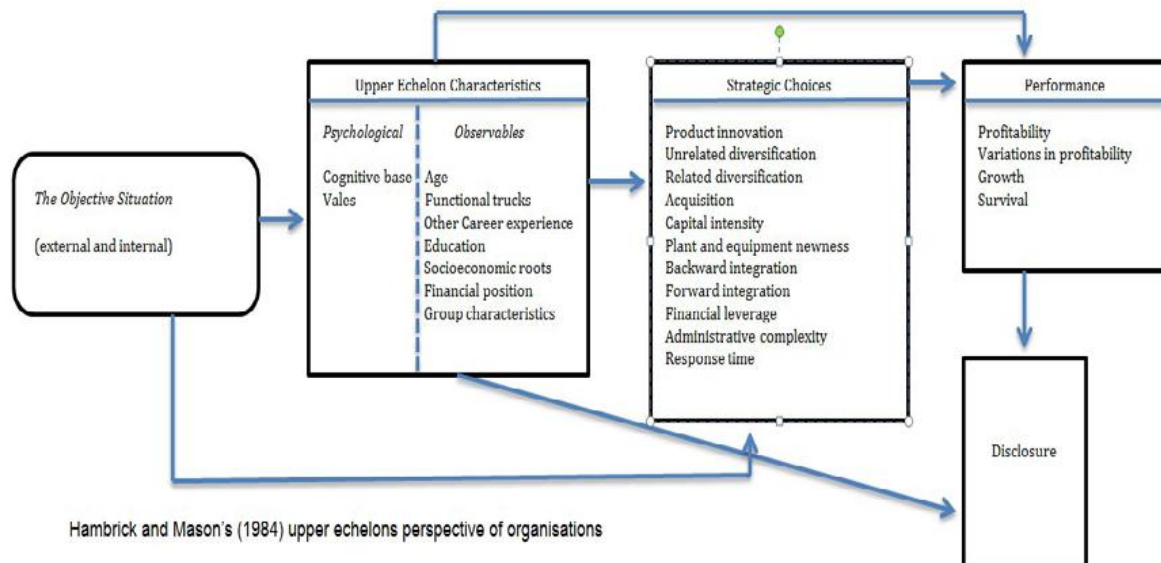 The Objective Situation
(external and internal)
Upper Echelon Characteristics
Psychological
Cognitive base
Vales
Observables
Age
Functional trucks
Other Career experience
Education
Socioeconomic roots
Financial position
Group characteristics
Strategic Choices
Product innovation
Unrelated diversification
Related diversification
Acquisition
Capital intensity
Plant and equipment newness
Backward integration
Forward integration
Financial leverage
Administrative complexity
Response time
Performance
Profitability
Variations in profitability
Growth
Survival
Disclosure
Hambrick and Mason's (1984) upper echelons perspective of organisations